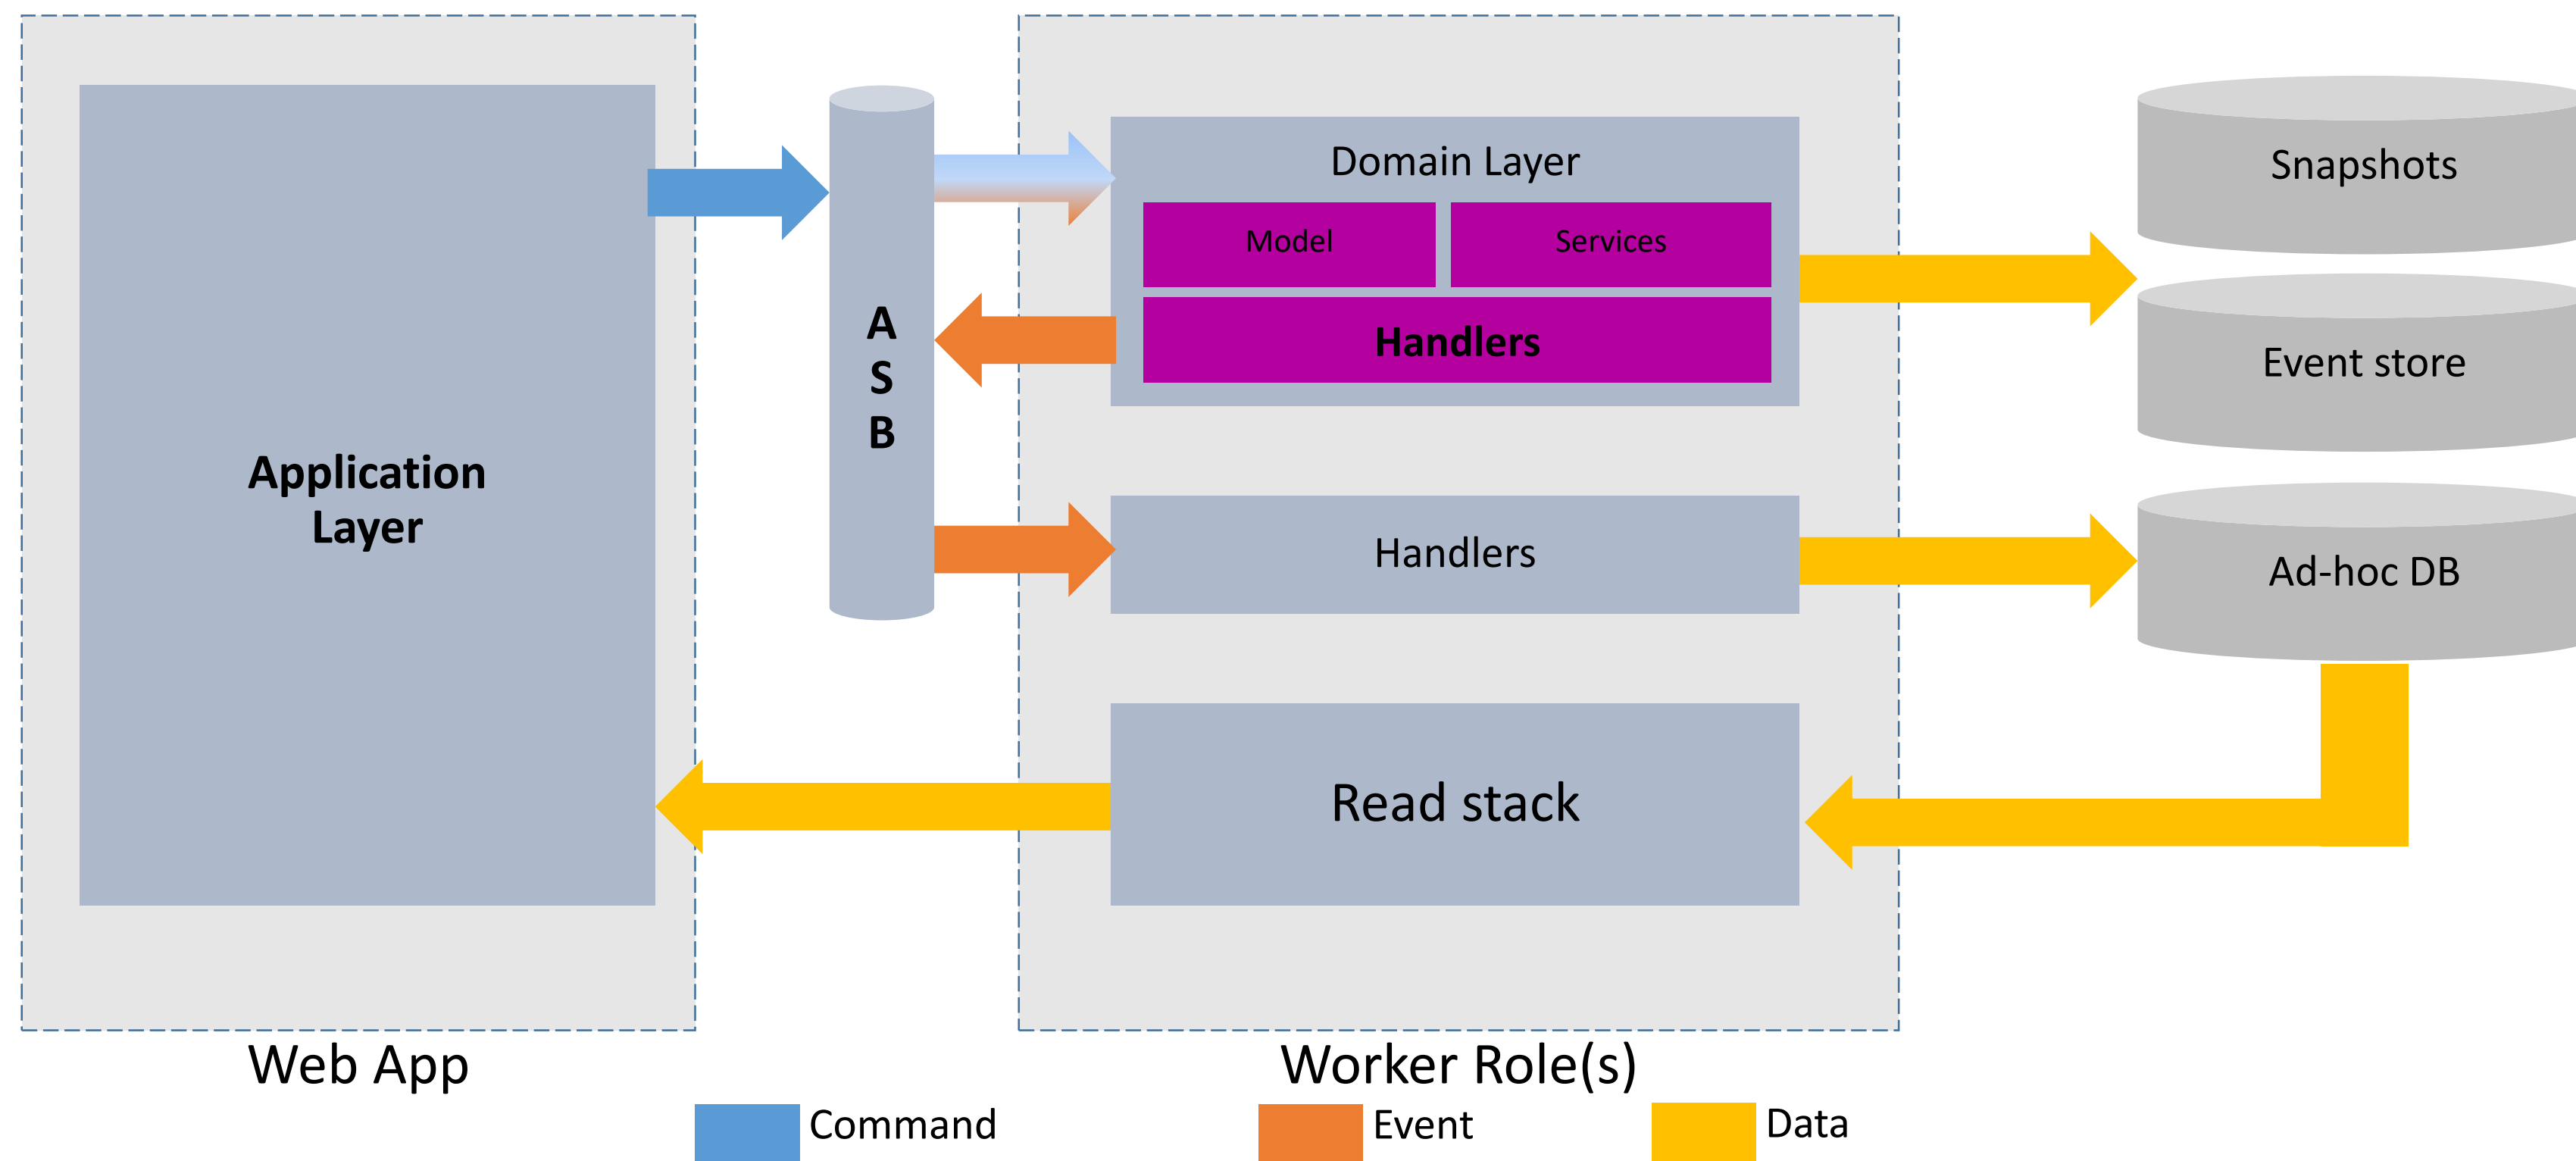 Application
Layer
A
S
B
Domain Layer
Model
Services
Handlers
Handlers
Read stack
Snapshots
Event store
Ad-hoc DB
Web App
Worker Role(s)
Command
Event
Data